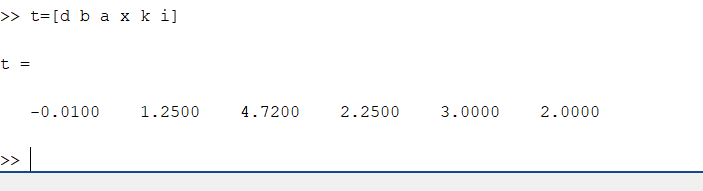 >> t=[d b a x k i]
t =
-0.0100 1.2500 4.7200 2.2500 3.0000 2.0000
>>